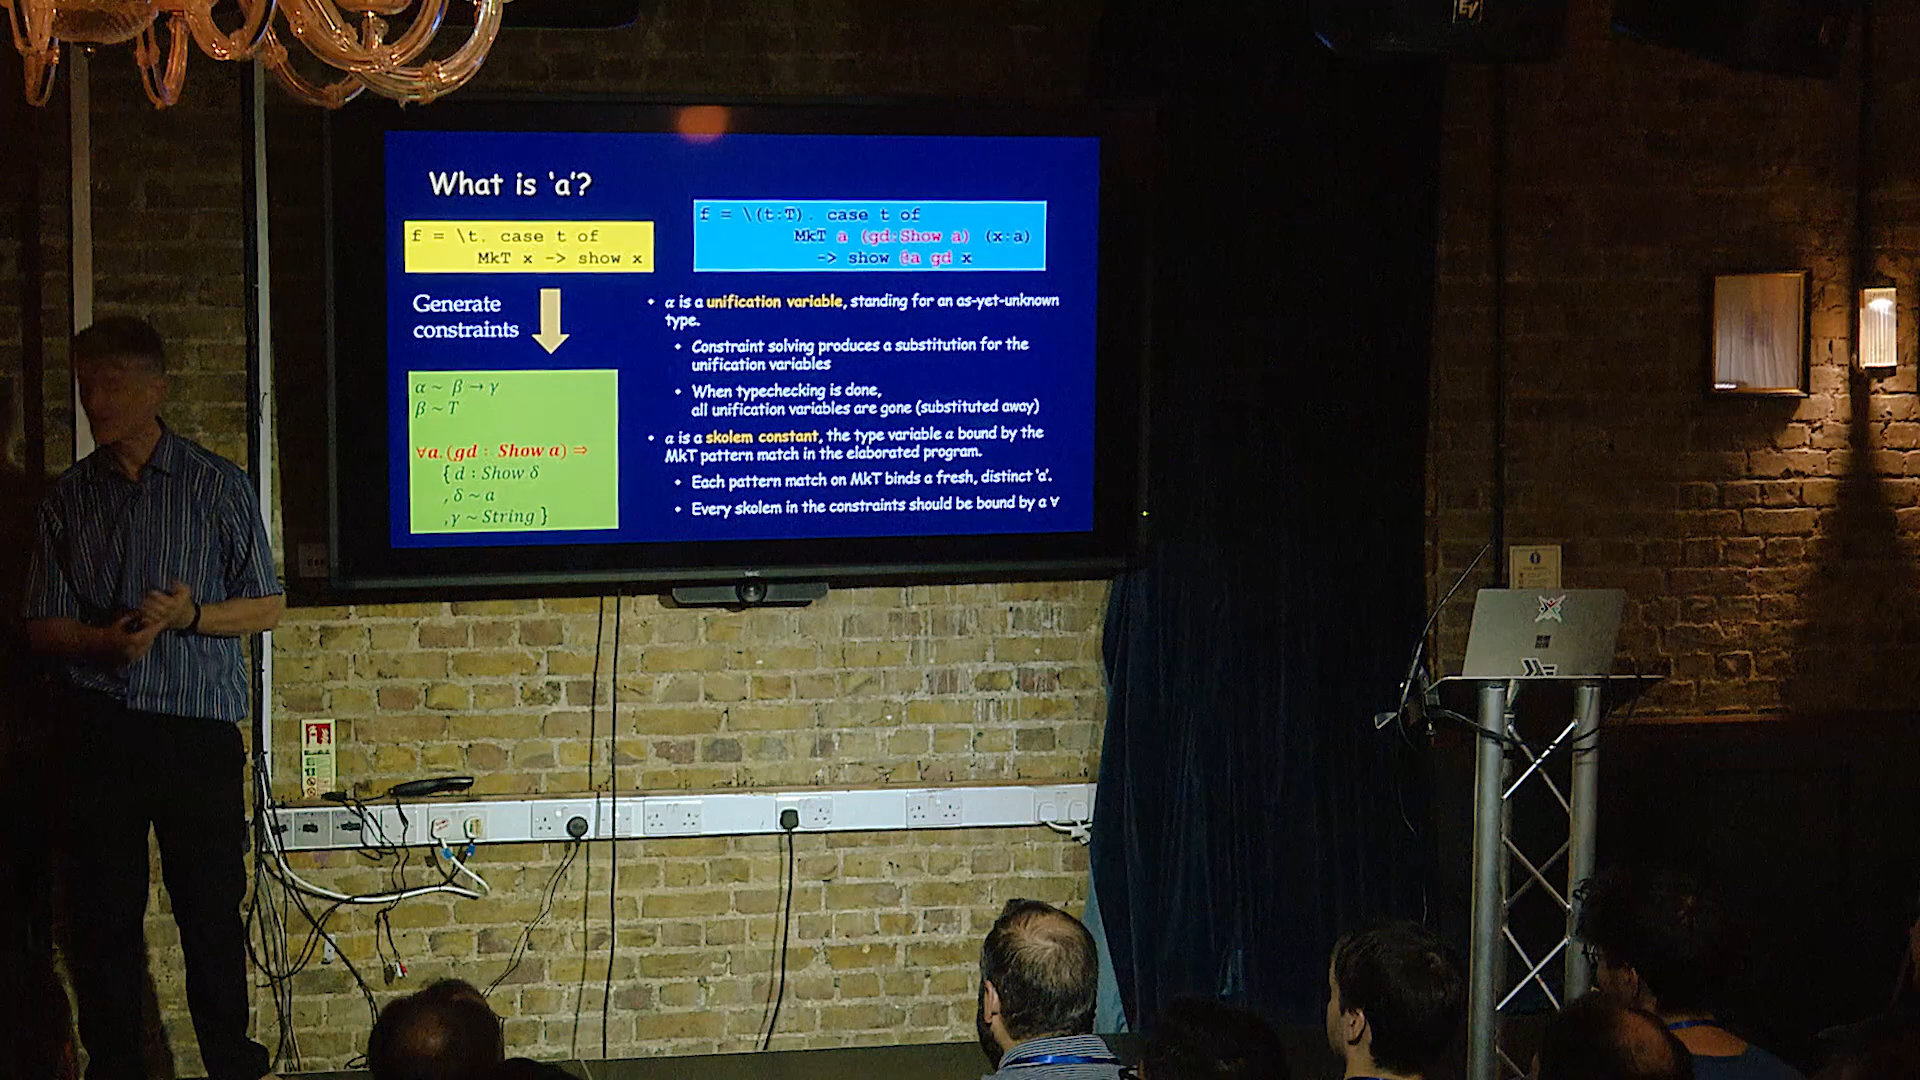 What is ‘a’?
f = \t. case t of
MkT x -> show x
f = \(t:T). case t of
MkT a (gd:Show a) (x:a)
-> show @a gd x
Generate
constraints
α ~ β → γ
β ~ T
∀a. (gd : Show a) ⇒
{ d : Show δ
, δ ~ a
, γ ~ String }
• α is a unification variable, standing for an as-yet-unknown
type.
• Constraint solving produces a substitution for the
unification variables
• When typechecking is done,
all unification variables are gone (substituted away)
• a is a skolem constant, the type variable a bound by the
MkT pattern match in the elaborated program.
• Each pattern match on MkT binds a fresh, distinct ‘a’.
• Every skolem in the constraints should be bound by a ∀
EV